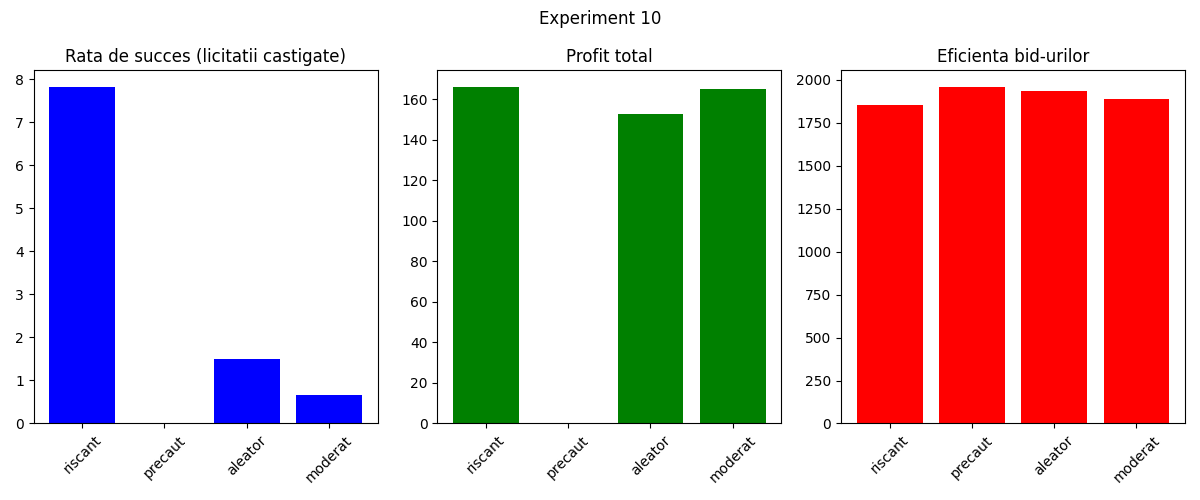 Experiment 10
Rata de succes (licitatii castigate)
8
7
6
5
4
3
2
1
0
riscant
precaut
aleator
moderat
Profit total
160
140
120
100
80
60
40
20
0
riscant
precaut
aleator
moderat
Eficienta bid-urilor
2000
1750
1500
1250
1000
750
500
250
0
riscant
precaut
aleator
moderat